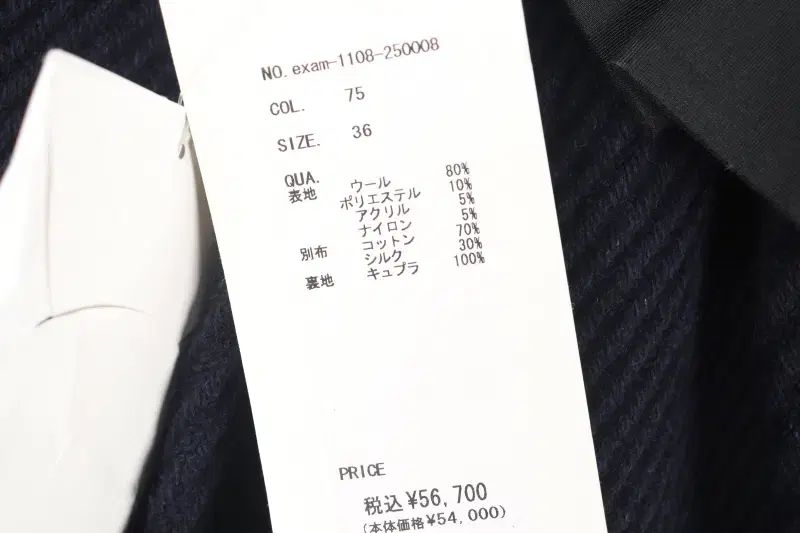 NO.exam-1108-250008
COL. 75
SIZE. 36
QUA.
表地 ウール 80%
ポリエステル 10%
アクリル 5%
ナイロン 5%
別布 コットン 70%
シルク 30%
裏地 キュプラ 100%
PRICE
税込¥56,700
(本体価格¥54,000)